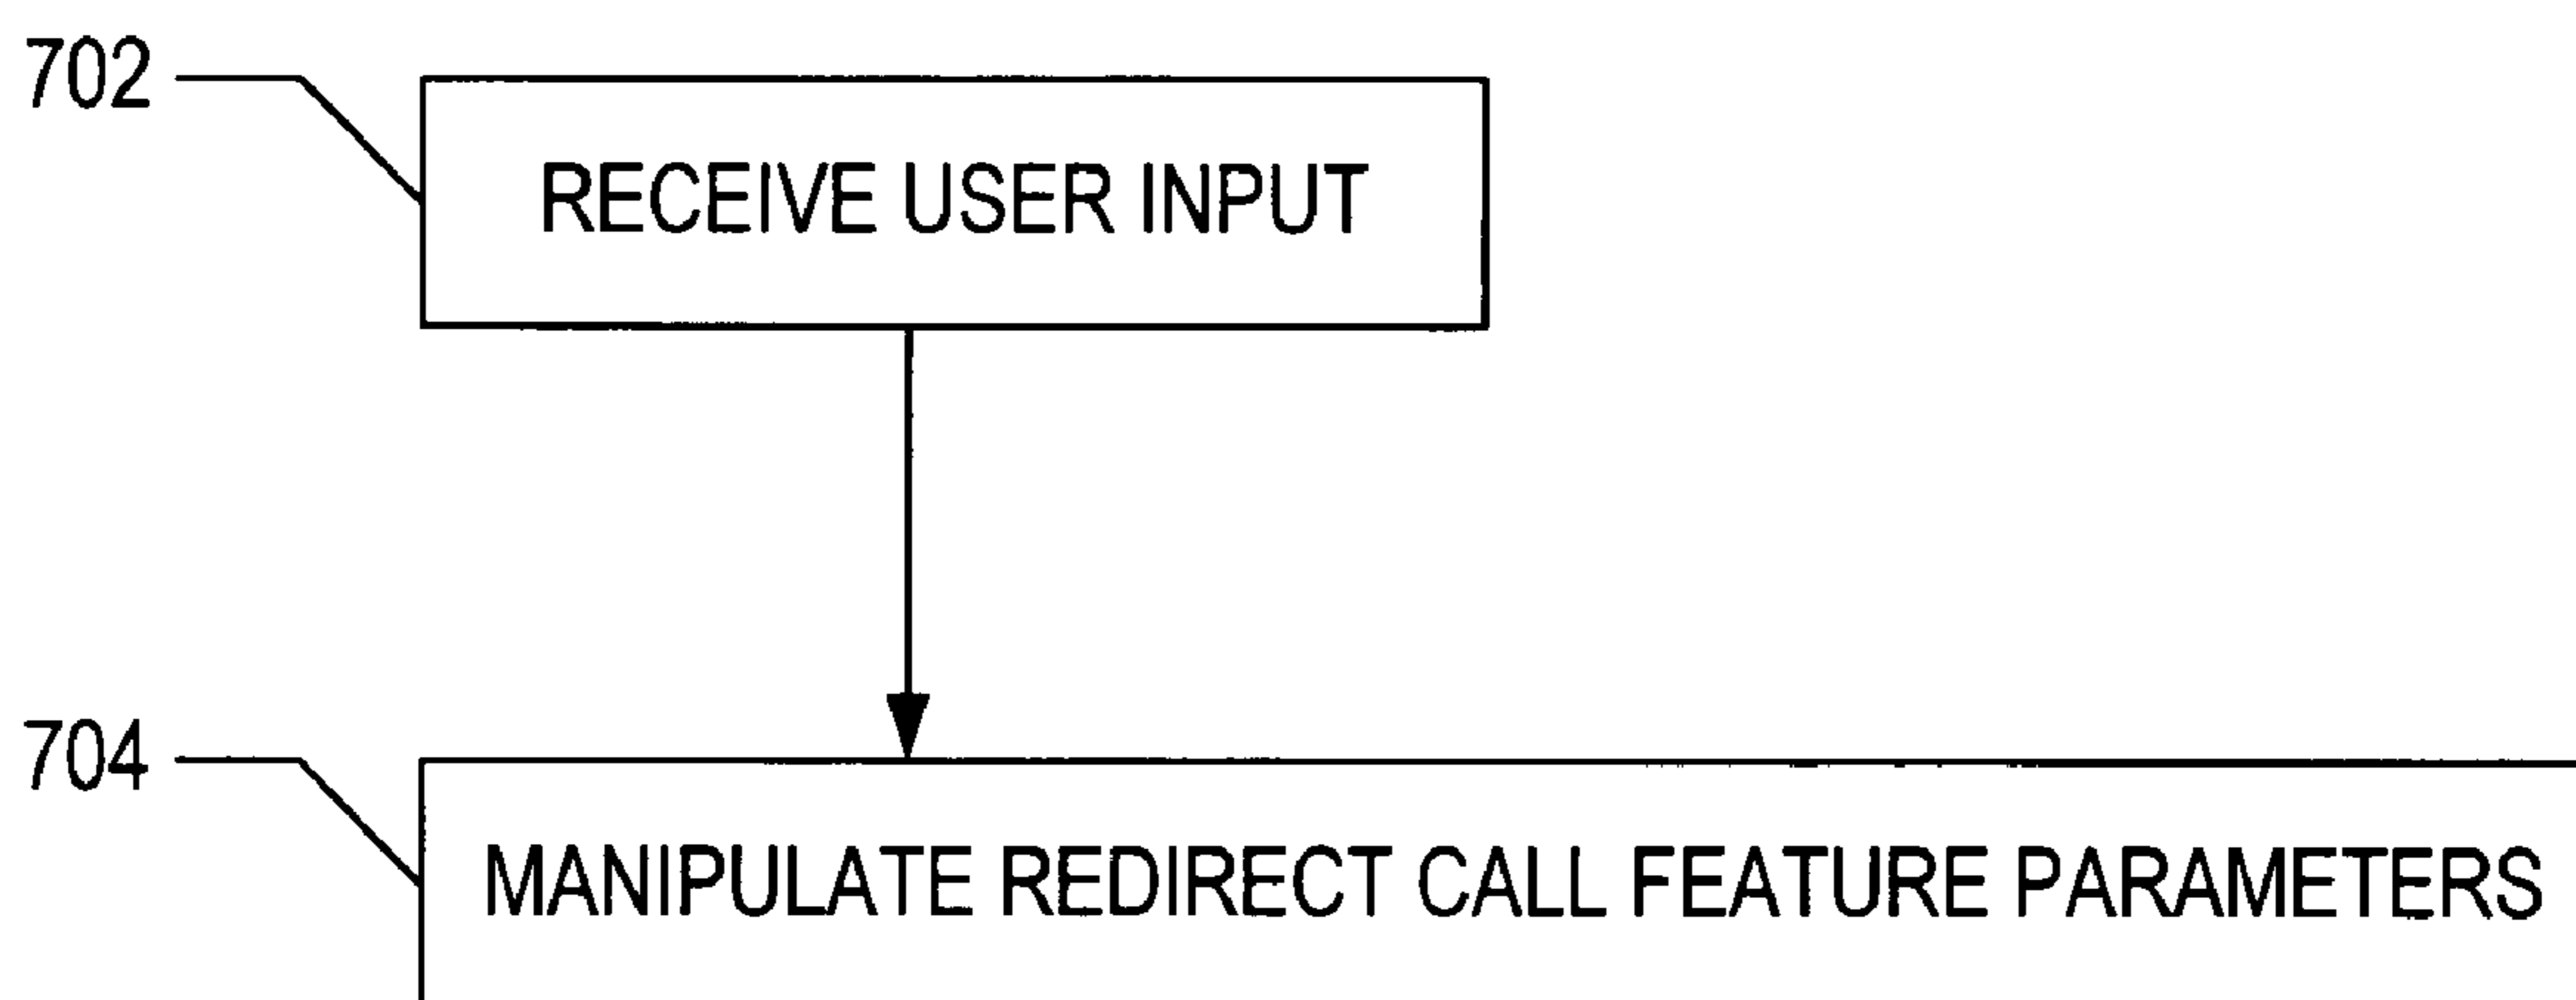 702
RECEIVE USER INPUT
704
MANIPULATE REDIRECT CALL FEATURE PARAMETERS